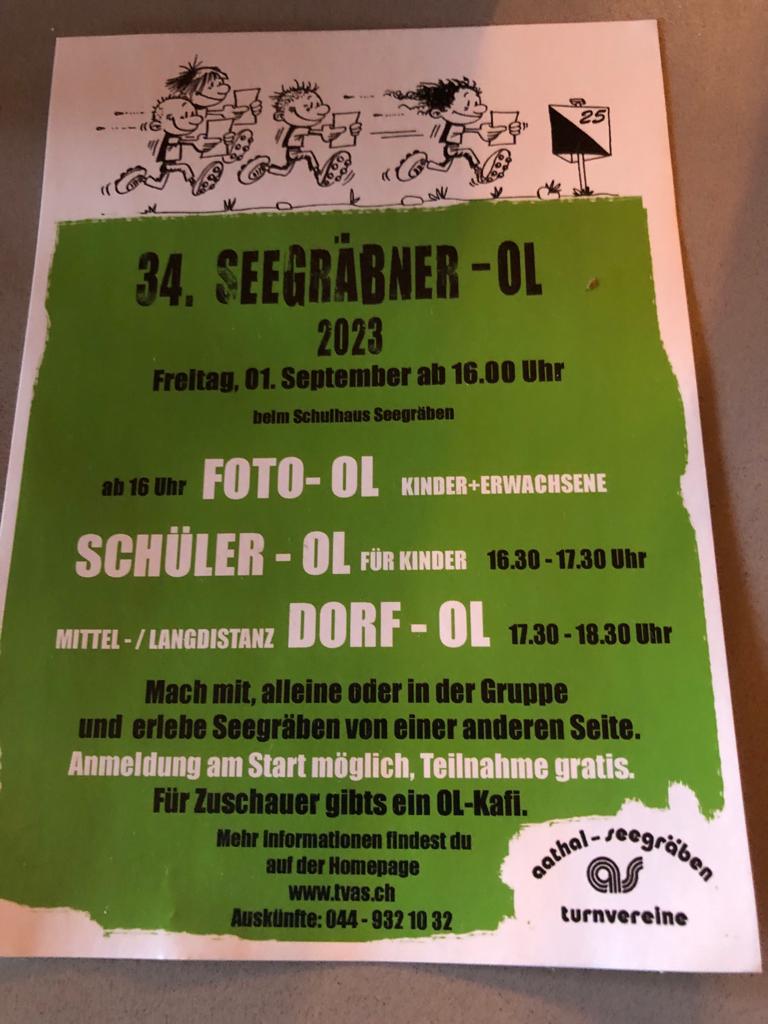 25
34. SEEGRÄBNER - OL
2023
Freitag, 01. September ab 16.00 Uhr
beim Schulhaus Seegräben
ab 16 Uhr FOTO- OL KINDER+ERWACHSENE
SCHÜLER - OL FÜR KINDER 16.30 - 17.30 Uhr
MITTEL - / LANGDISTANZ DORF - OL 17.30 - 18.30 Uhr
Mach mit, alleine oder in der Gruppe
und erlebe Seegräben von einer anderen Seite.
Anmeldung am Start möglich, Teilnahme gratis.
Für Zuschauer gibts ein OL-Kafi.
Mehr Informationen findest du
auf der Homepage
www.tvas.ch
Auskünfte: 044 - 932 10 32
aathal - seegräben
as
turnvereine